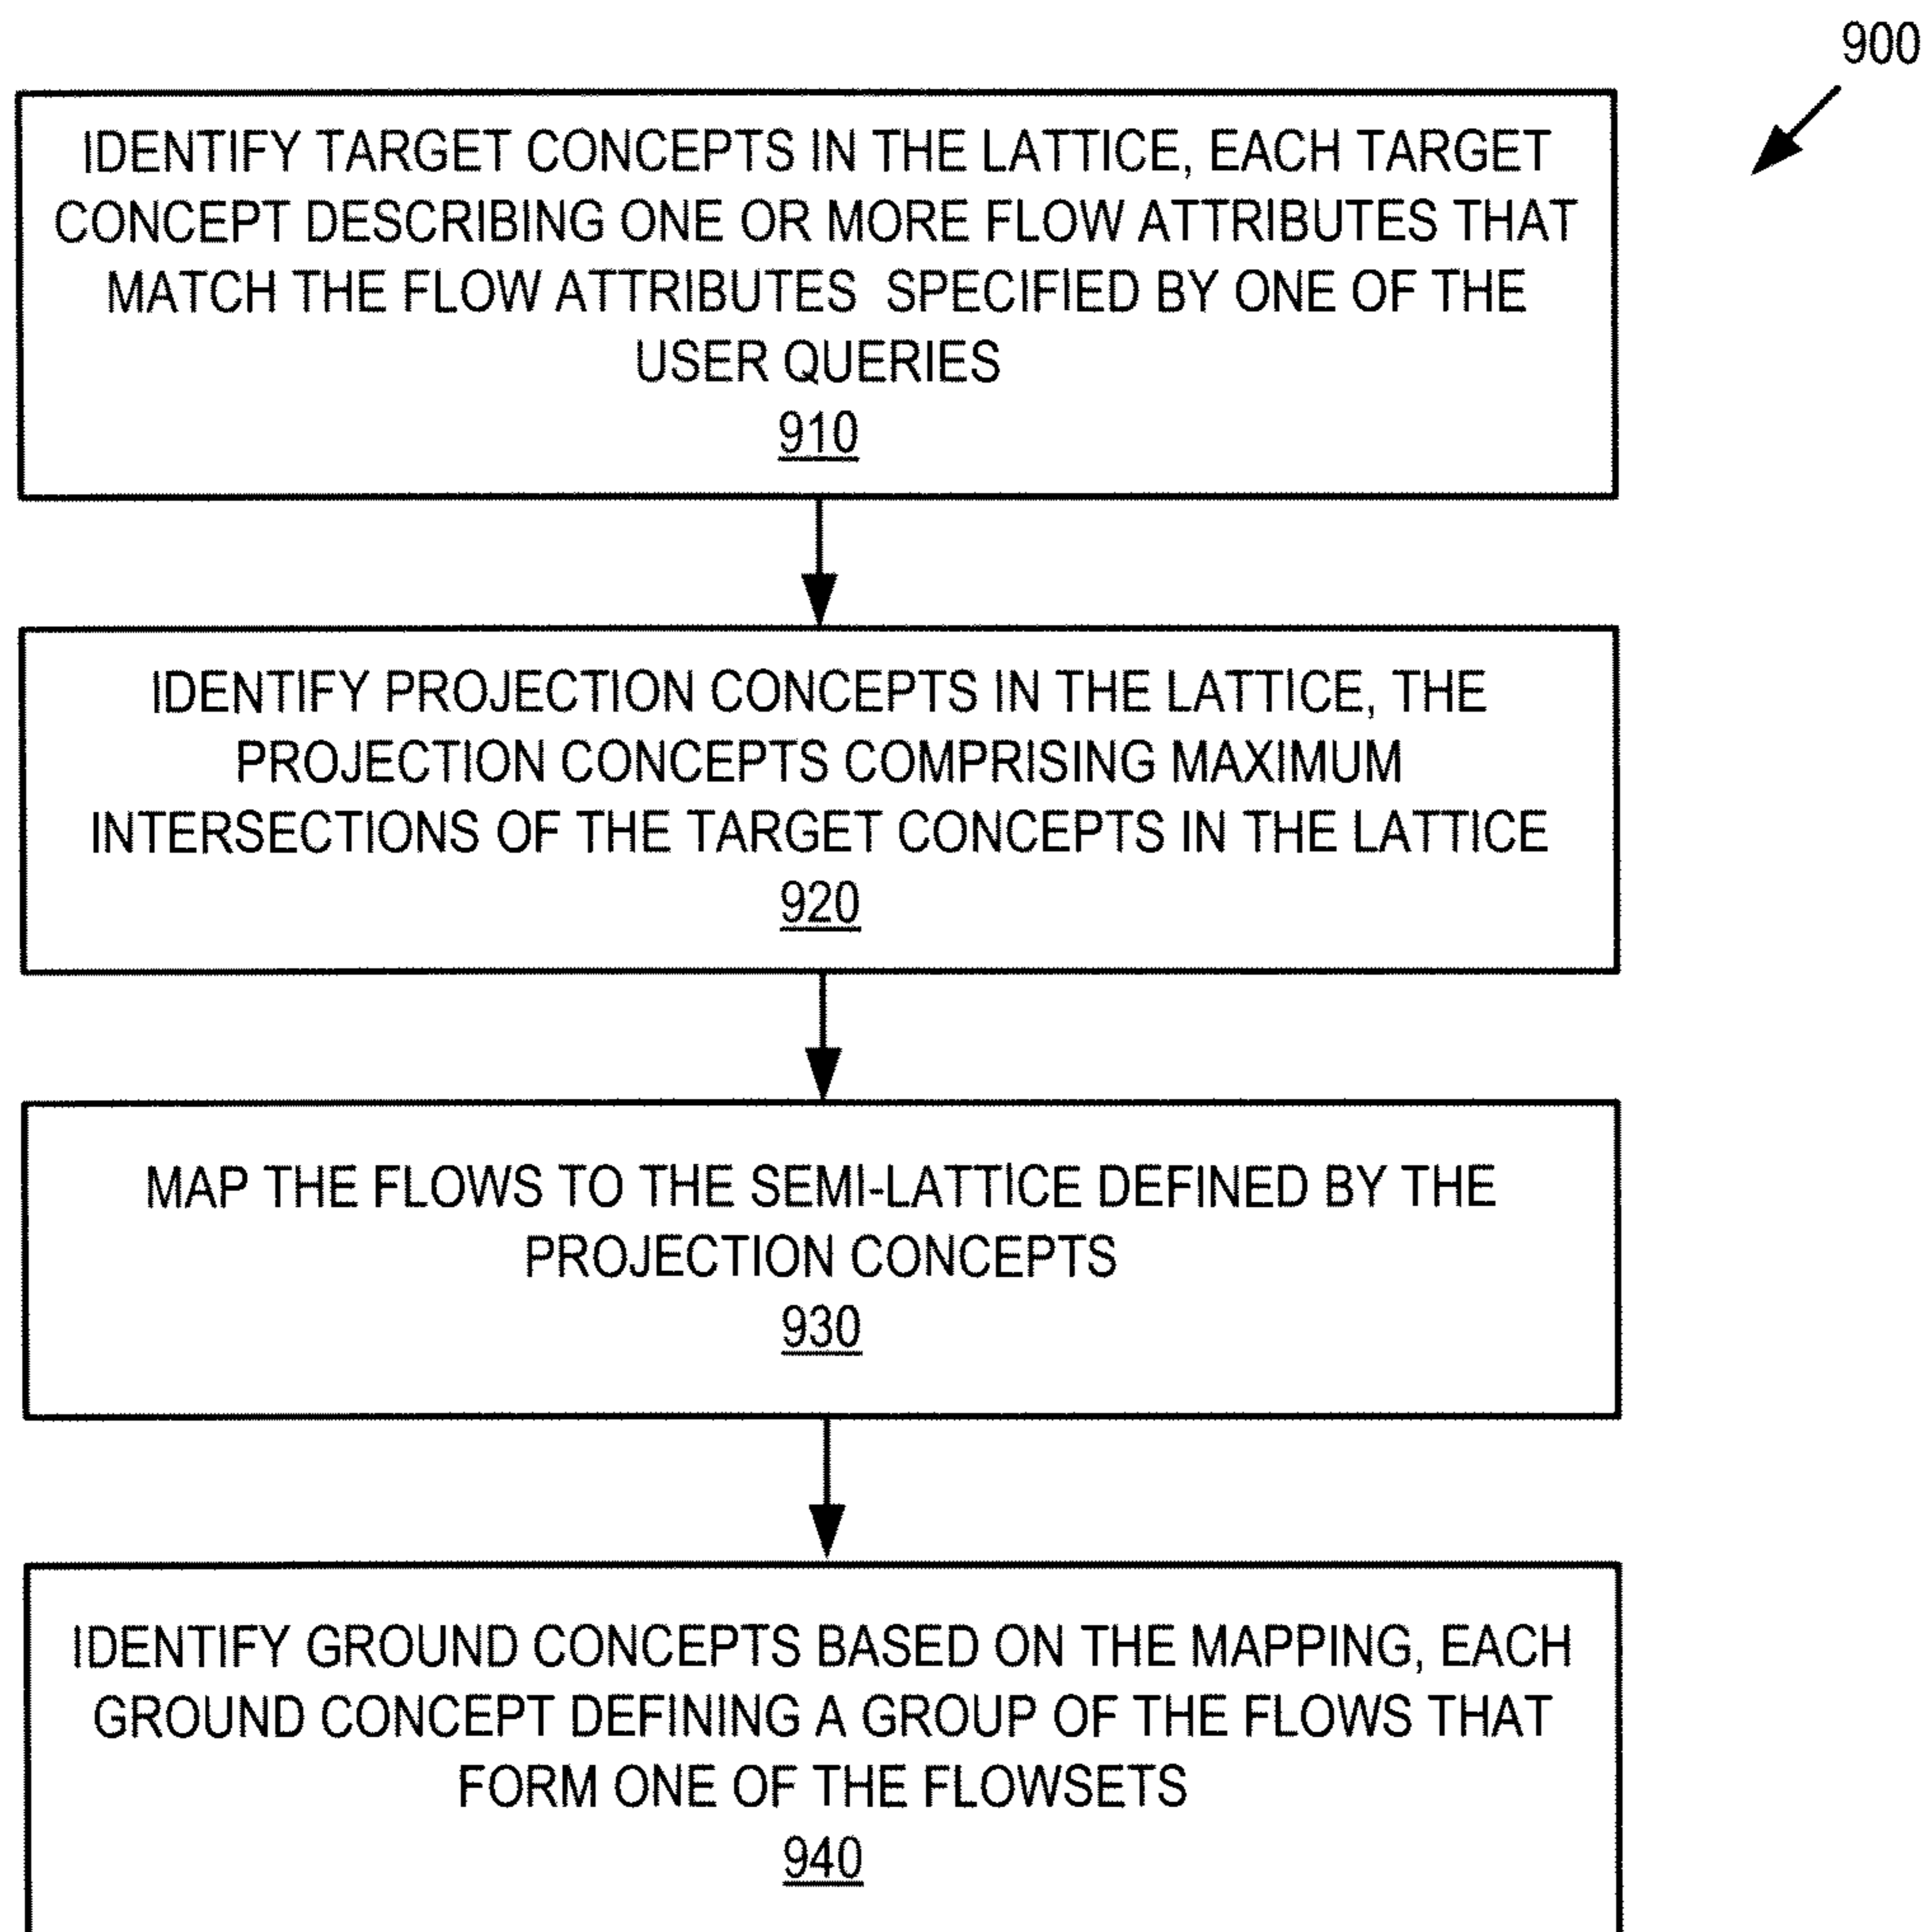 900
IDENTIFY TARGET CONCEPTS IN THE LATTICE, EACH TARGET
CONCEPT DESCRIBING ONE OR MORE FLOW ATTRIBUTES THAT
MATCH THE FLOW ATTRIBUTES SPECIFIED BY ONE OF THE
USER QUERIES
910
IDENTIFY PROJECTION CONCEPTS IN THE LATTICE, THE
PROJECTION CONCEPTS COMPRISING MAXIMUM
INTERSECTIONS OF THE TARGET CONCEPTS IN THE LATTICE
920
MAP THE FLOWS TO THE SEMI-LATTICE DEFINED BY THE
PROJECTION CONCEPTS
930
IDENTIFY GROUND CONCEPTS BASED ON THE MAPPING, EACH
GROUND CONCEPT DEFINING A GROUP OF THE FLOWS THAT
FORM ONE OF THE FLOWSETS
940